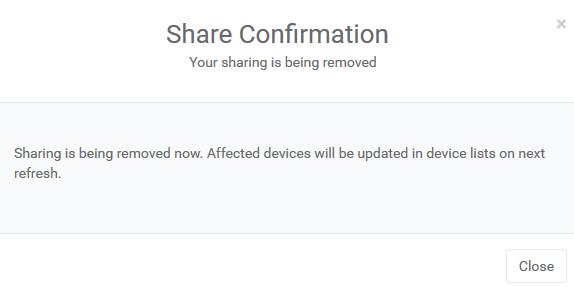 ×
Share Confirmation
Your sharing is being removed
Sharing is being removed now. Affected devices will be updated in device lists on next
refresh.
Close